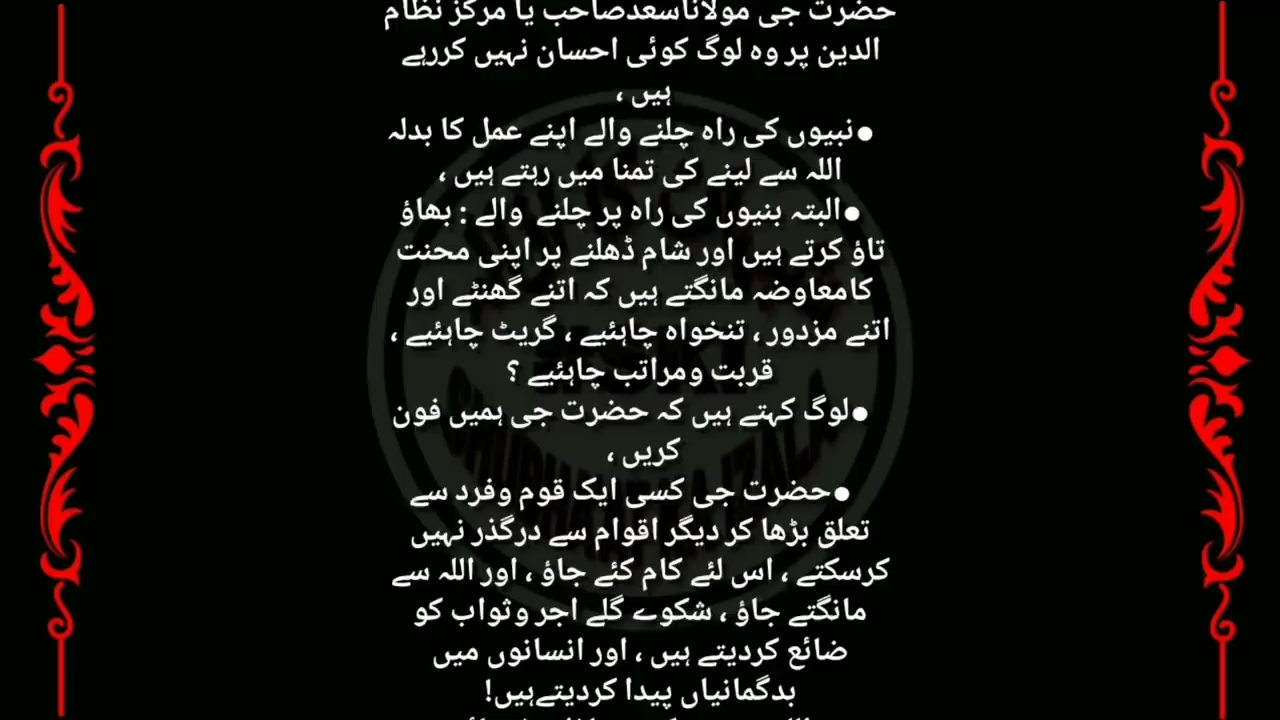 حضرت جی مولاناسعدصاحب یا مرکز نظام
الدین پر وہ لوگ کوئی احسان نہیں کررہے
ہیں ،
●نبیوں کی راہ چلنے والے اپنے عمل کا بدلہ
اللہ سے لینے کی تمنا میں رہتے ہیں ،
●البتہ بنیوں کی راہ پر چلنے والے : بھاؤ
تاؤ کرتے ہیں اور شام ڈھلنے پر اپنی محنت
کامعاوضہ مانگتے ہیں کہ اتنے گھنٹے اور
اتنے مزدور ، تنخواہ چاہئیے ، گریٹ چاہئیے ،
قربت ومراتب چاہئیے ؟
●لوگ کہتے ہیں کہ حضرت جی ہمیں فون
کریں ،
●حضرت جی کسی ایک قوم وفرد سے
تعلق بڑھا کر دیگر اقوام سے درگذر نہیں
کرسکتے ، اس لئے کام کئے جاؤ ، اور اللہ سے
مانگتے جاؤ ، شکوے گلے اجر وثواب کو
ضائع کردیتے ہیں ، اور انسانوں میں
بدگمانیاں پیدا کردیتےہیں!